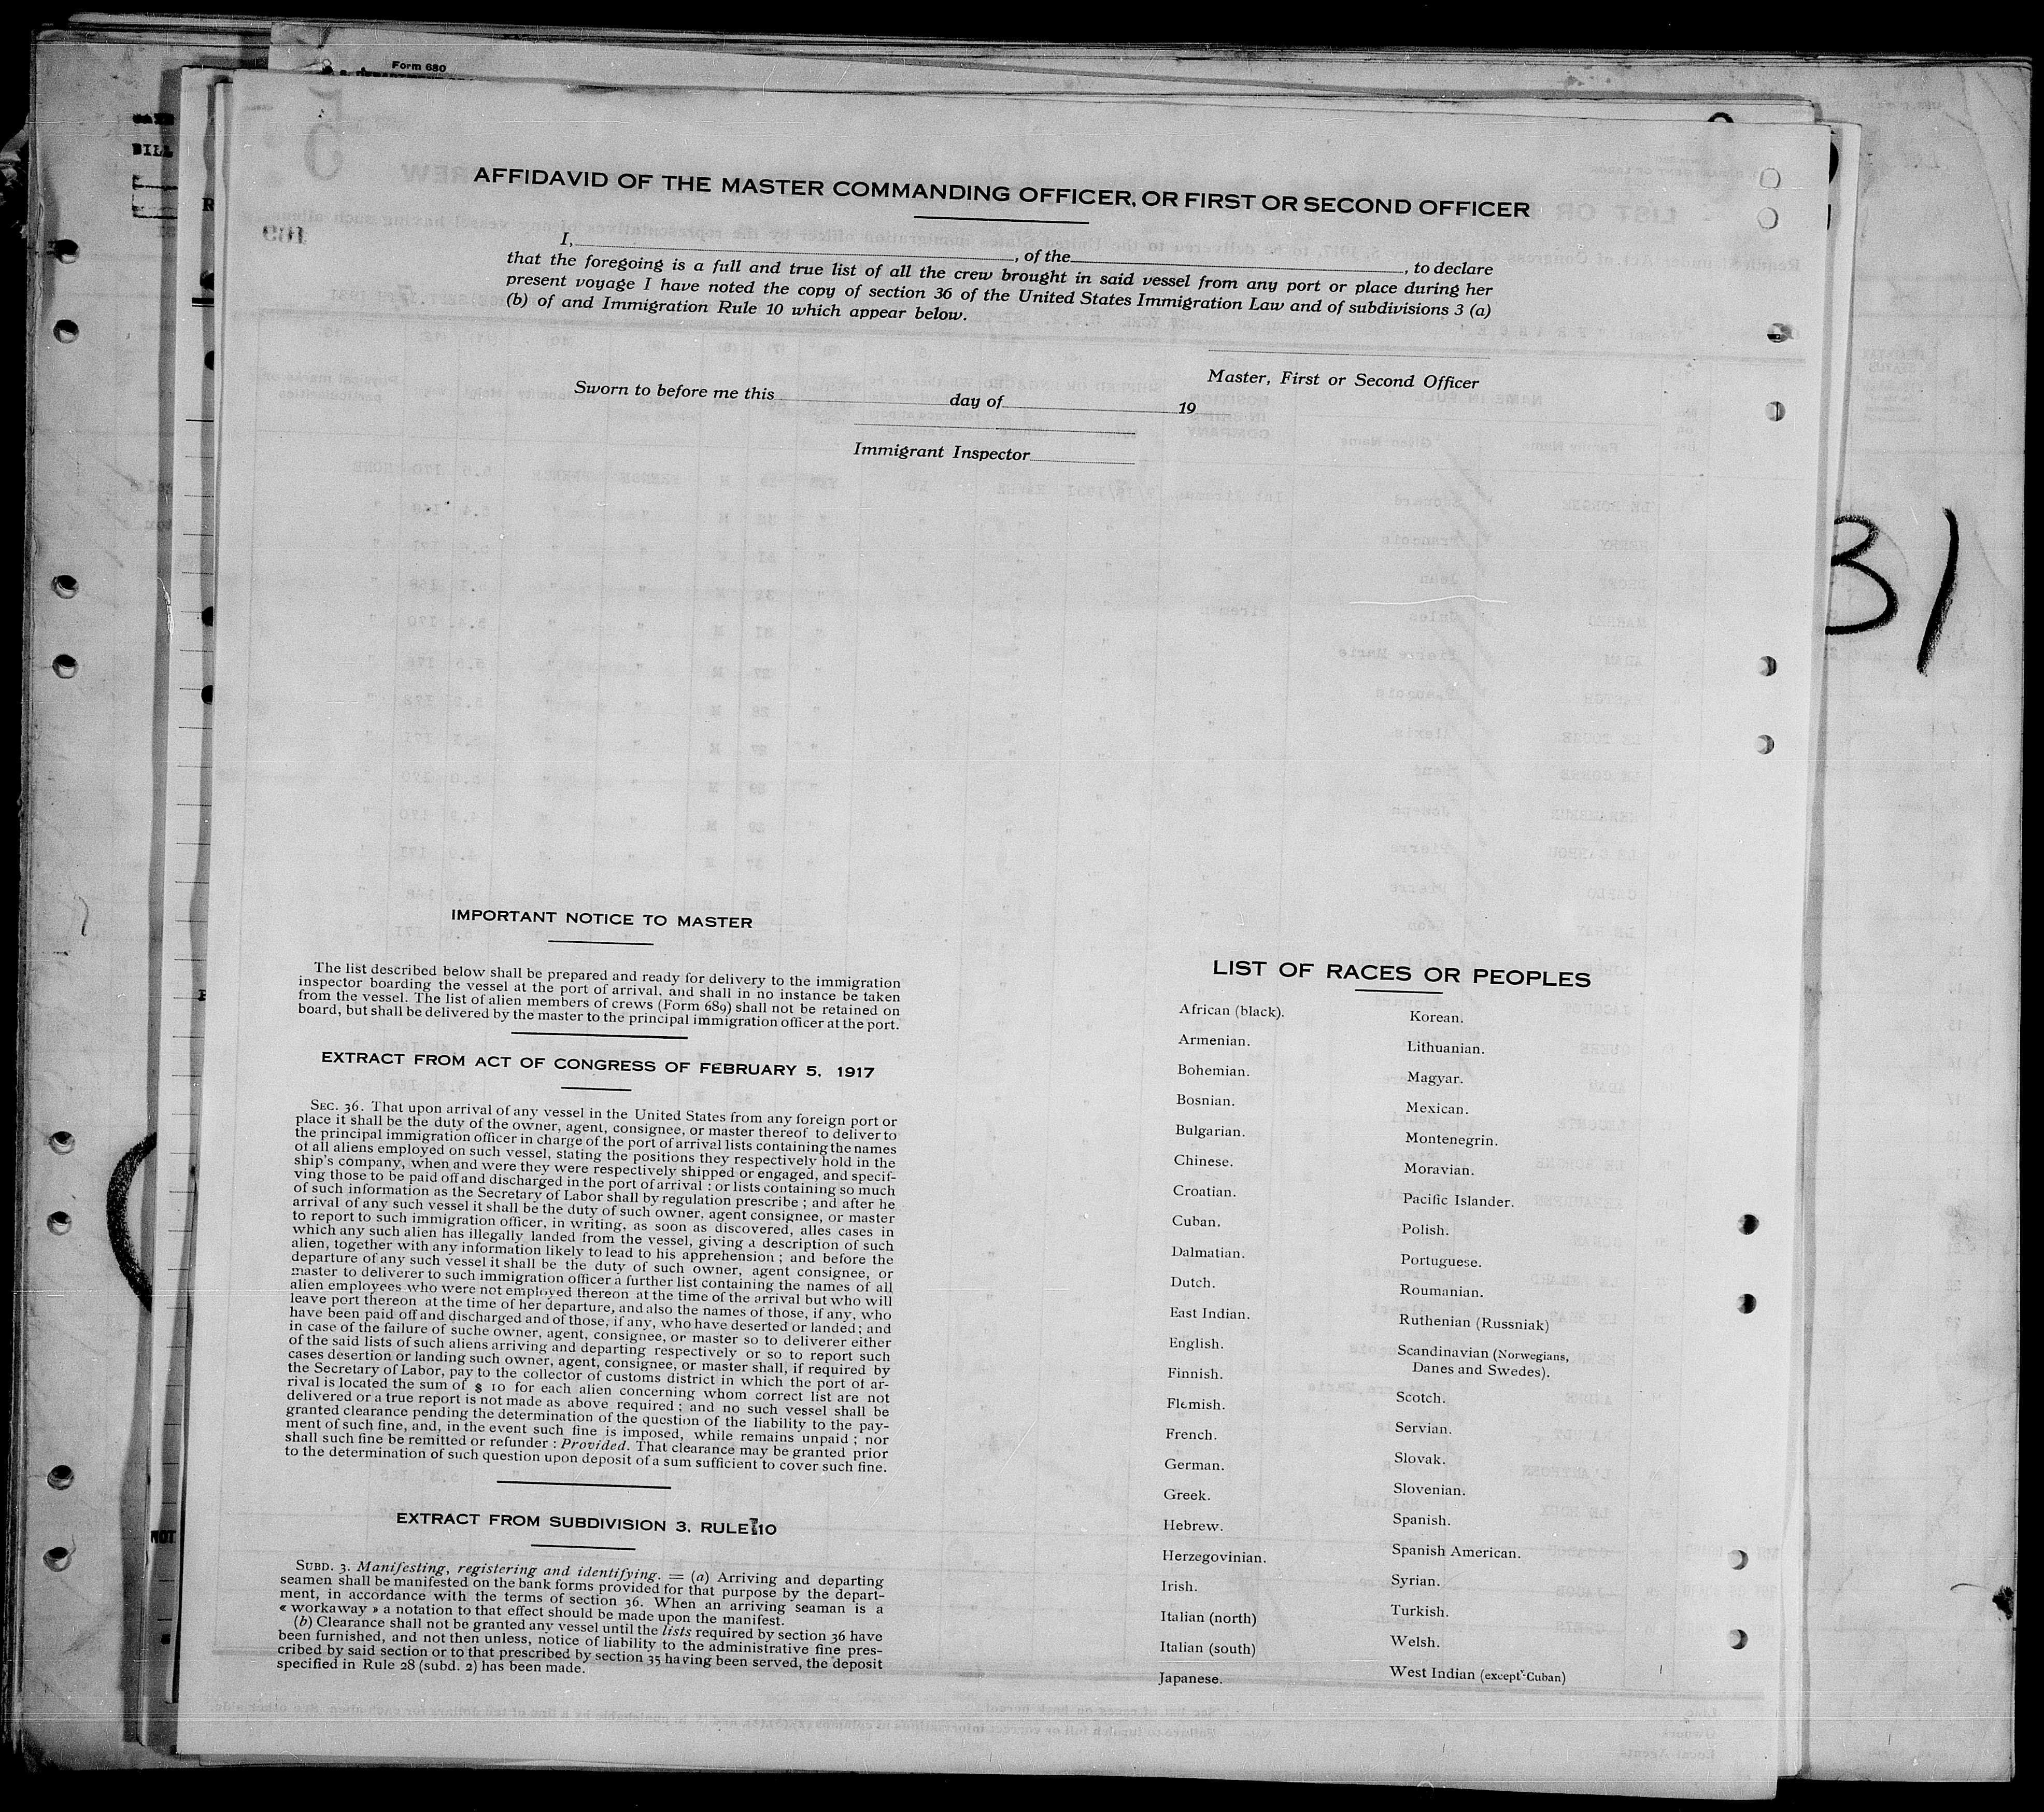 Form 680
BILL
AFFIDAVID OF THE MASTER COMMANDING OFFICER, OR FIRST OR SECOND OFFICER
I, , of the , to declare
that the foregoing is a full and true list of all the crew brought in said vessel from any port or place during her
present voyage I have noted the copy of section 36 of the United States Immigration Law and of subdivisions 3 (a)
(b) of and Immigration Rule 10 which appear below.
Master, First or Second Officer
Sworn to before me this day of 19
Immigrant Inspector
31
IMPORTANT NOTICE TO MASTER
The list described below shall be prepared and ready for delivery to the immigration
inspector boarding the vessel at the port of arrival, and shall in no instance be taken
from the vessel. The list of alien members of crews (Form 689) shall not be retained on
board, but shall be delivered by the master to the principal immigration officer at the port.
EXTRACT FROM ACT OF CONGRESS OF FEBRUARY 5, 1917
SEC. 36. That upon arrival of any vessel in the United States from any foreign port or
place it shall be the duty of the owner, agent, consignee, or master thereof to deliver to
the principal immigration officer in charge of the port of arrival lists containing the names
of all aliens employed on such vessel, stating the positions they respectively hold in the
ship's company, when and were they were respectively shipped or engaged, and specif-
ving those to be paid off and discharged in the port of arrival : or lists containing so much
of such information as the Secretary of Labor shall by regulation prescribe ; and after he
arrival of any such vessel it shall be the duty of such owner, agent consignee, or master
to report to such immigration officer, in writing, as soon as discovered, alles cases in
which any such alien has illegally landed from the vessel, giving a description of such
alien, together with any information likely to lead to his apprehension ; and before the
departure of any such vessel it shall be the duty of such owner, agent consignee, or
master to deliverer to such immigration officer a further list containing the names of all
alien employees who were not employed thereon at the time of the arrival but who will
leave port thereon at the time of her departure, and also the names of those, if any, who
have been paid off and discharged and of those, if any, who have deserted or landed ; and
in case of the failure of suche owner, agent, consignee, or master so to deliverer either
of the said lists of such aliens arriving and departing respectively or so to report such
cases desertion or landing such owner, agent, consignee, or master shall, if required by
the Secretary of Labor, pay to the collector of customs district in which the port of ar-
rival is located the sum of $ 10 for each alien concerning whom correct list are not
delivered or a true report is not made as above required ; and no such vessel shall be
granted clearance pending the determination of the question of the liability to the pay-
ment of such fine, and, in the event such fine is imposed, while remains unpaid ; nor
shall such fine be remitted or refunder : Provided. That clearance may be granted prior
to the determination of such question upon deposit of a sum sufficient to cover such fine.
EXTRACT FROM SUBDIVISION 3, RULE 10
SUBD. 3. Manifesting, registering and identifying. = (a) Arriving and departing
seamen shall be manifested on the bank forms provided for that purpose by the depart-
ment, in accordance with the terms of section 36. When an arriving seaman is a
« workaway » a notation to that effect should be made upon the manifest.
(b) Clearance shall not be granted any vessel until the lists required by section 36 have
been furnished, and not then unless, notice of liability to the administrative fine pres-
cribed by said section or to that prescribed by section 35 having been served, the deposit
specified in Rule 28 (subd. 2) has been made.
LIST OF RACES OR PEOPLES
African (black).
Armenian.
Bohemian.
Bosnian.
Bulgarian.
Chinese.
Croatian.
Cuban.
Dalmatian.
Dutch.
East Indian.
English.
Finnish.
Flemish.
French.
German.
Greek.
Hebrew.
Herzegovinian.
Irish.
Italian (north)
Italian (south)
Japanese.
Korean.
Lithuanian.
Magyar.
Mexican.
Montenegrin.
Moravian.
Pacific Islander.
Polish.
Portuguese.
Roumanian.
Ruthenian (Russniak)
Scandinavian (Norwegians,
Danes and Swedes).
Scotch.
Servian.
Slovak.
Slovenian.
Spanish.
Spanish American.
Syrian.
Turkish.
Welsh.
West Indian (except Cuban)